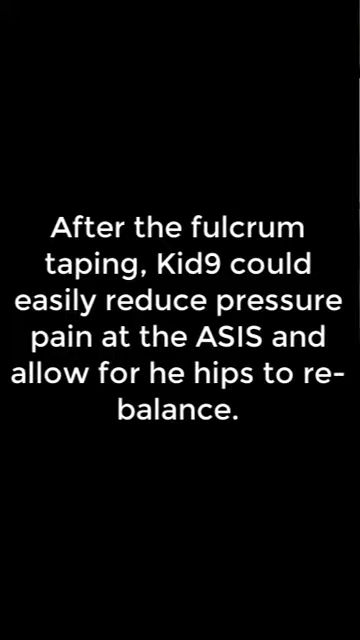 After the fulcrum
taping, Kid9 could
easily reduce pressure
pain at the ASIS and
allow for he hips to re-
balance.